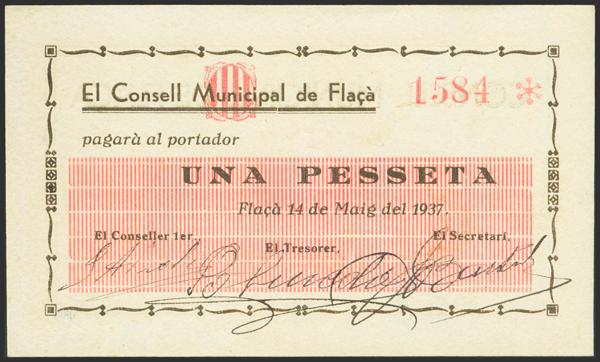 El Consell Municipal de Flaçà 1584
pagarà al portador
UNA PESSETA
Flaçà 14 de Maig del 1937.
El Conseller 1er. El Tresorer. El Secretari.